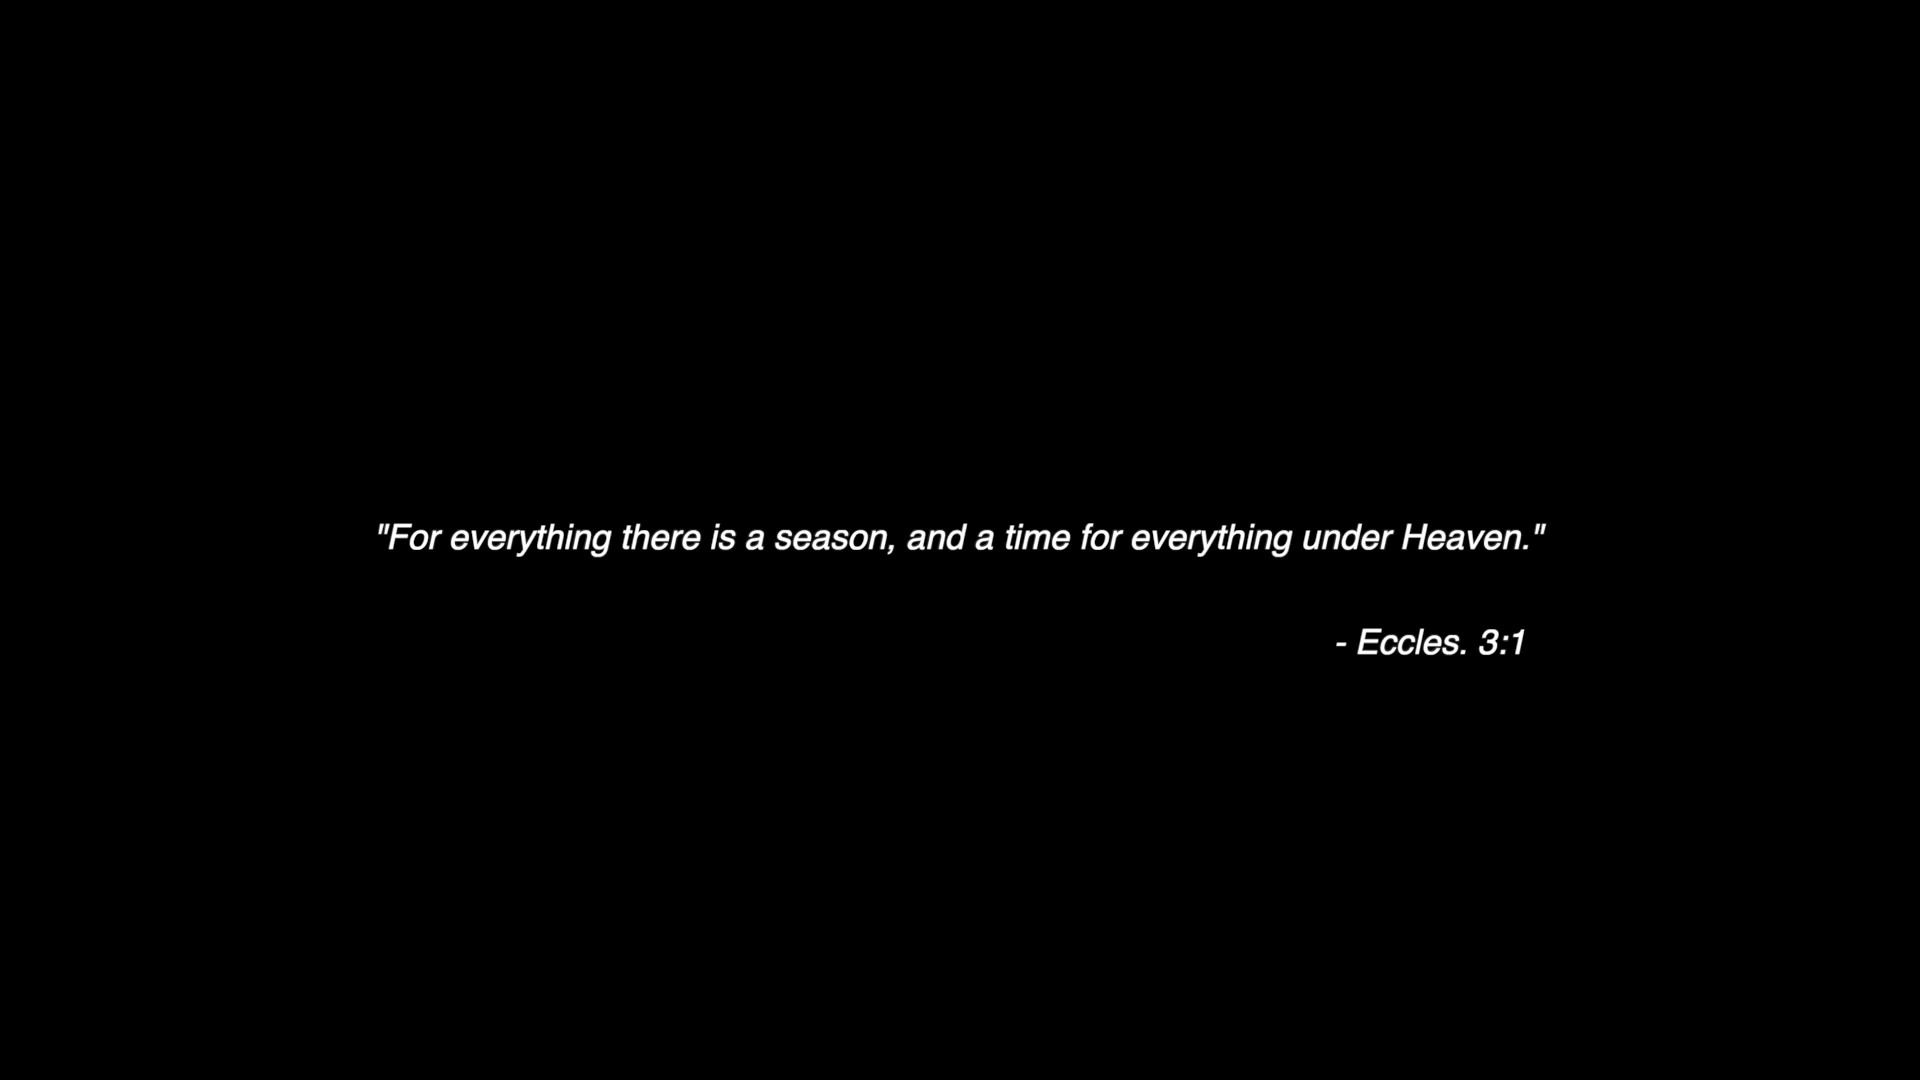 "For everything there is a season, and a time for everything under Heaven."
- Eccles. 3:1